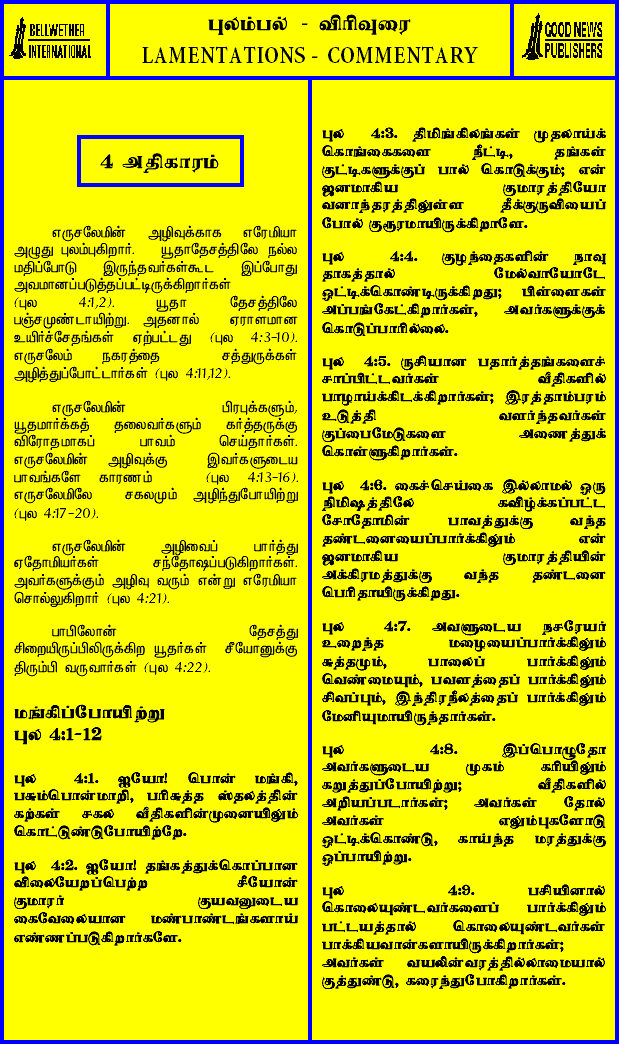 BELLWETHER
INTERNATIONAL
புலம்பல் - விரிவுரை
LAMENTATIONS - COMMENTARY
GOOD NEWS
PUBLISHERS
4 அதிகாரம்
எருசலேமின் அழிவுக்காக எரேமியா
அழுது புலம்புகிறார். யூதாதேசத்திலே நல்ல
மதிப்போடு இருந்தவர்கள்கூட இப்போது
அவமானப்படுத்தப்பட்டிருக்கிறார்கள்
(புல 4:1,2). யூதா தேசத்திலே
பஞ்சமுண்டாயிற்று. அதனால் ஏராளமான
உயிர்ச்சேதங்கள் ஏற்பட்டது (புல 4:3-10).
எருசலேம் நகரத்தை சத்துருக்கள்
அழித்துப்போட்டார்கள் (புல 4:11,12).
எருசலேமின் பிரபுக்களும்,
யூதமார்க்கத் தலைவர்களும் கர்த்தருக்கு
விரோதமாகப் பாவம் செய்தார்கள்.
எருசலேமின் அழிவுக்கு இவர்களுடைய
பாவங்களே காரணம் (புல 4:13-16).
எருசலேமிலே சகலமும் அழிந்துபோயிற்று
(புல 4:17-20).
எருசலேமின் அழிவைப் பார்த்து
ஏதோமியர்கள் சந்தோஷப்படுகிறார்கள்.
அவர்களுக்கும் அழிவு வரும் என்று எரேமியா
சொல்லுகிறார் (புல 4:21).
பாபிலோன் தேசத்து
சிறையிருப்பிலிருக்கிற யூதர்கள் சீயோனுக்கு
திரும்பி வருவார்கள் (புல 4:22).
மங்கிப்போயிற்று
புல 4:1-12
புல 4:1. ஐயோ! பொன் மங்கி,
பசும்பொன்மாறி, பரிசுத்த ஸ்தலத்தின்
கற்கள் சகல வீதிகளின்முனையிலும்
கொட்டுண்டுபோயிற்றே.
புல 4:2. ஐயோ! தங்கத்துக்கொப்பான
விலையேறப்பெற்ற சீயோன்
குமாரர் குயவனுடைய
கைவேலையான மண்பாண்டங்களாய்
எண்ணப்படுகிறார்களே.
புல 4:3. திமிங்கிலங்கள் முதலாய்க்
கொங்கைகளை நீட்டி, தங்கள்
குட்டிகளுக்குப் பால் கொடுக்கும்; என்
ஜனமாகிய குமாரத்தியோ
வனாந்தரத்திலுள்ள தீக்குருவியைப்
போல் குரூரமாயிருக்கிறாளே.
புல 4:4. குழந்தைகளின் நாவு
தாகத்தால் மேல்வாயோடே
ஒட்டிக்கொண்டிருக்கிறது; பிள்ளைகள்
அப்பங்கேட்கிறார்கள், அவர்களுக்குக்
கொடுப்பாரில்லை.
புல 4:5. ருசியான பதார்த்தங்களைச்
சாப்பிட்டவர்கள் வீதிகளில்
பாழாய்க்கிடக்கிறார்கள்; இரத்தாம்பரம்
உடுத்தி வளர்ந்தவர்கள்
குப்பைமேடுகளை அணைத்துக்
கொள்ளுகிறார்கள்.
புல 4:6. கைச்செய்கை இல்லாமல் ஒரு
நிமிஷத்திலே கவிழ்க்கப்பட்ட
சோதோமின் பாவத்துக்கு வந்த
தண்டனையைப்பார்க்கிலும் என்
ஜனமாகிய குமாரத்தியின்
அக்கிரமத்துக்கு வந்த தண்டனை
பெரிதாயிருக்கிறது.
புல 4:7. அவளுடைய நசரேயர்
உறைந்த மழையைப்பார்க்கிலும்
சுத்தமும், பாலைப் பார்க்கிலும்
வெண்மையும், பவளத்தைப் பார்க்கிலும்
சிவப்பும், இந்திரநீலத்தைப் பார்க்கிலும்
மேனியுமாயிருந்தார்கள்.
புல 4:8. இப்பொழுதோ
அவர்களுடைய முகம் கரியிலும்
கறுத்துப்போயிற்று; வீதிகளில்
அறியப்படார்கள்; அவர்கள் தோல்
அவர்கள் எலும்புகளோடு
ஒட்டிக்கொண்டு, காய்ந்த மரத்துக்கு
ஒப்பாயிற்று.
புல 4:9. பசியினால்
கொலையுண்டவர்களைப் பார்க்கிலும்
பட்டயத்தால் கொலையுண்டவர்கள்
பாக்கியவான்களாயிருக்கிறார்கள்;
அவர்கள் வயலின்வரத்தில்லாமையால்
குத்துண்டு, கரைந்துபோகிறார்கள்.